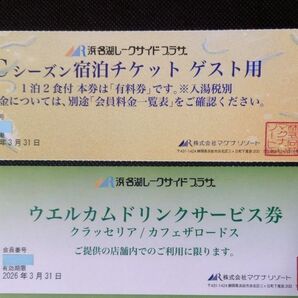 浜名湖レークサイドプラザ
Cシーズン宿泊チケット ゲスト用
1泊2食付 本券は「有料券」です。※入湯税別
金については、別途「会員料金一覧表」をご確認ください。
3月31日
株式会社マグナリゾート
浜名湖レークサイドプラザ
ウエルカムドリンクサービス券
クラッセリア/カフェザロードス
ご提供の店舗内でのご利用に限ります。
会員番号
有効期限
2026年3月31日
株式会社マグナリゾート